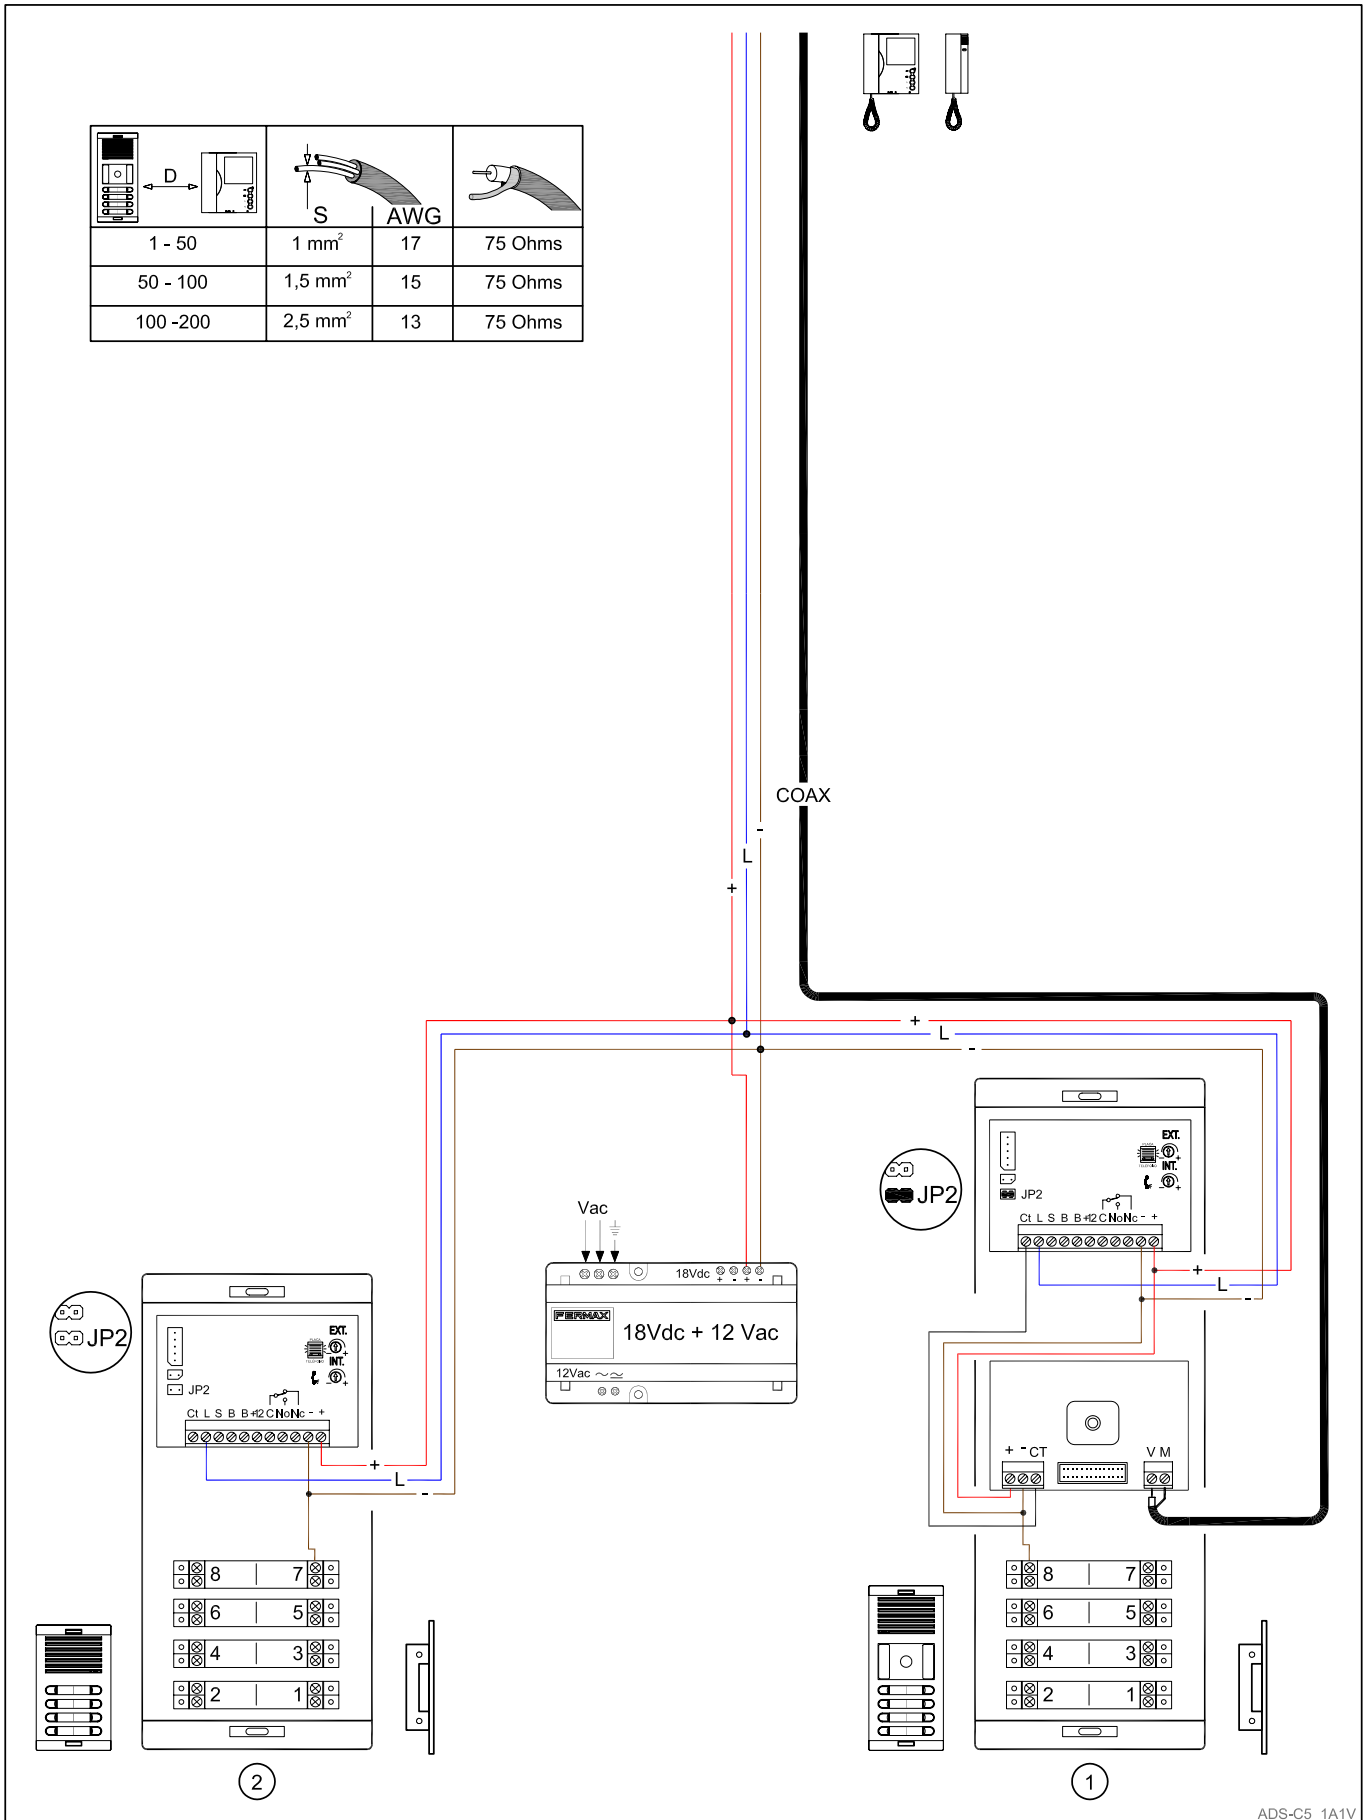 D
S AWG
1 - 50 1 mm² 17 75 Ohms
50 - 100 1,5 mm² 15 75 Ohms
100 -200 2,5 mm² 13 75 Ohms
COAX
-
L
+
+
L
-
EXT.
- +
INT.
- +
JP2
JP2
Ct L S B B +12 C No Nc - +
+
L
-
Vac
18Vdc + - + -
FERMAX
18Vdc + 12 Vac
12Vac
JP2
EXT.
- +
INT.
- +
JP2
Ct L S B B +12 C No Nc - +
+
L
-
+ - CT
V M
8 7
6 5
4 3
2 1
8 7
6 5
4 3
2 1
2
1
ADS-C5 1A1V